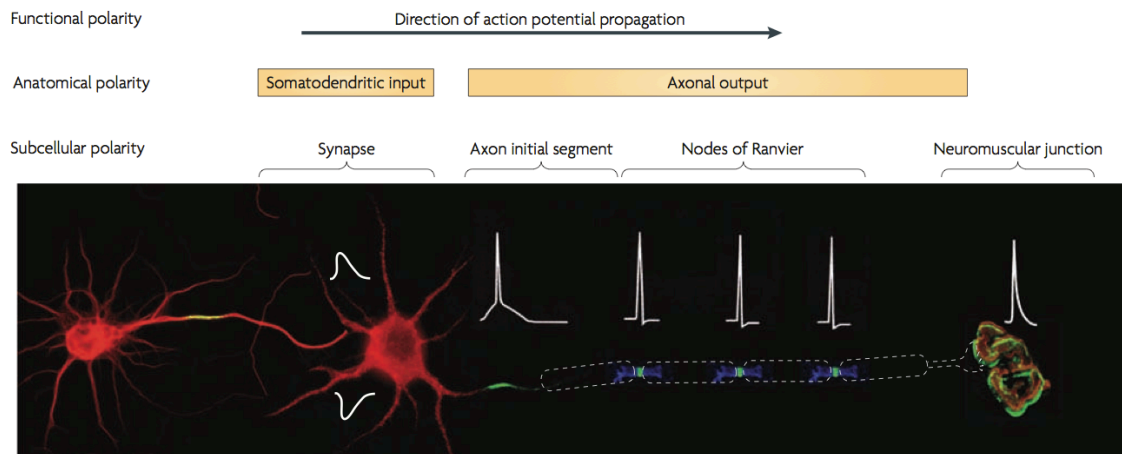 Functional polarity
Direction of action potential propagation
Anatomical polarity
Somatodendritic input
Axonal output
Subcellular polarity
Synapse
Axon initial segment
Nodes of Ranvier
Neuromuscular junction